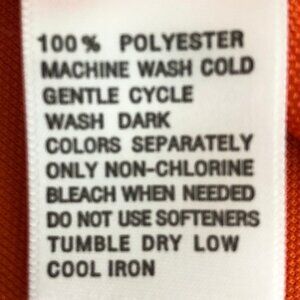 100% POLYESTER
MACHINE WASH COLD
GENTLE CYCLE
WASH DARK
COLORS SEPARATELY
ONLY NON-CHLORINE
BLEACH WHEN NEEDED
DO NOT USE SOFTENERS
TUMBLE DRY LOW
COOL IRON